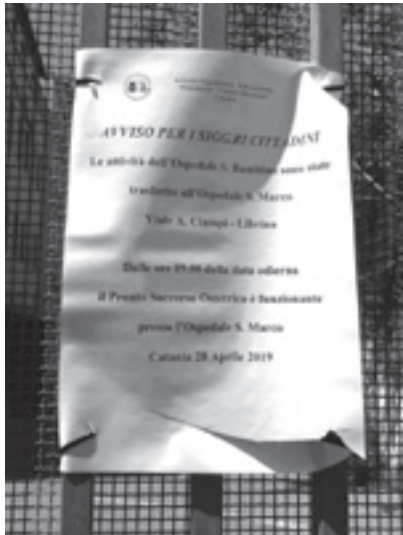 AVVISO PER I SIGG.RI CITTADINI
Le attività dell'Ospedale S. Bambino sono state
trasferite all'Ospedale S. Marco
Viale A. Ciampi - Librino
Dalle ore 09.00 della data odierna
il Pronto Soccorso Ostetrico è funzionante
presso l'Ospedale S. Marco
Catania 28 Aprile 2019